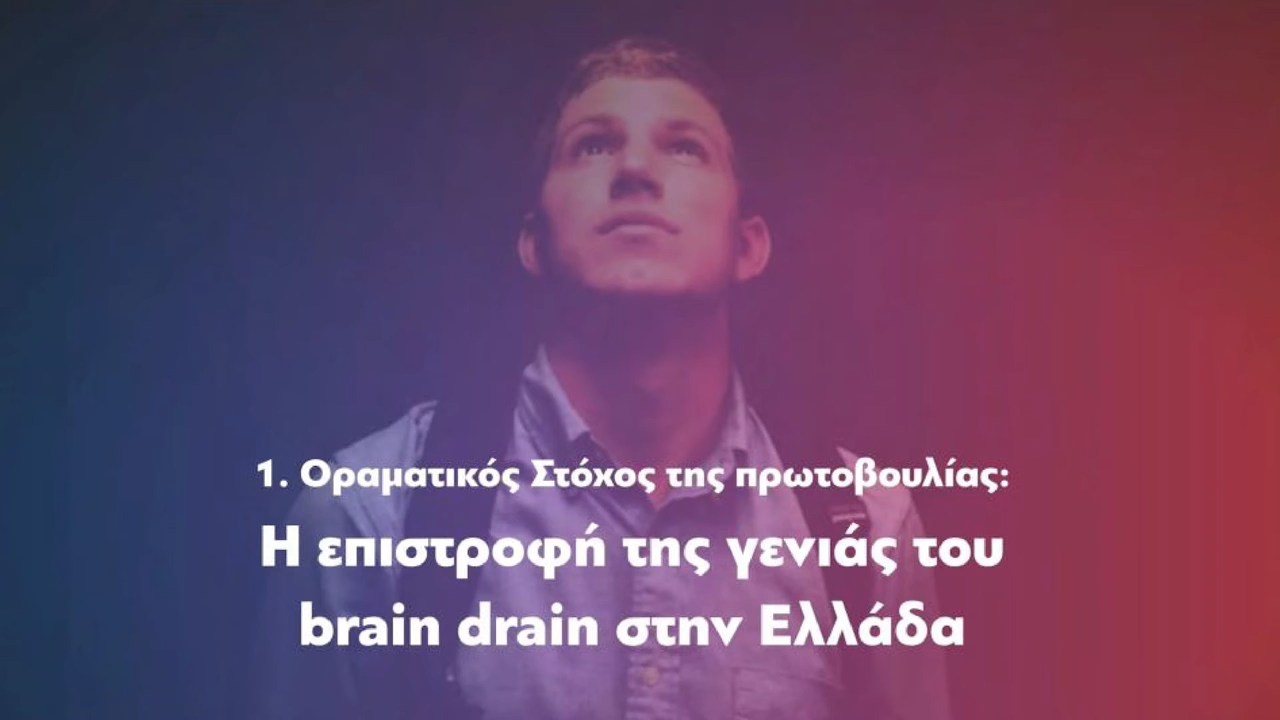 1. Οραματικός Στόχος της πρωτοβουλίας:
Η επιστροφή της γενιάς του
brain drain στην Ελλάδα